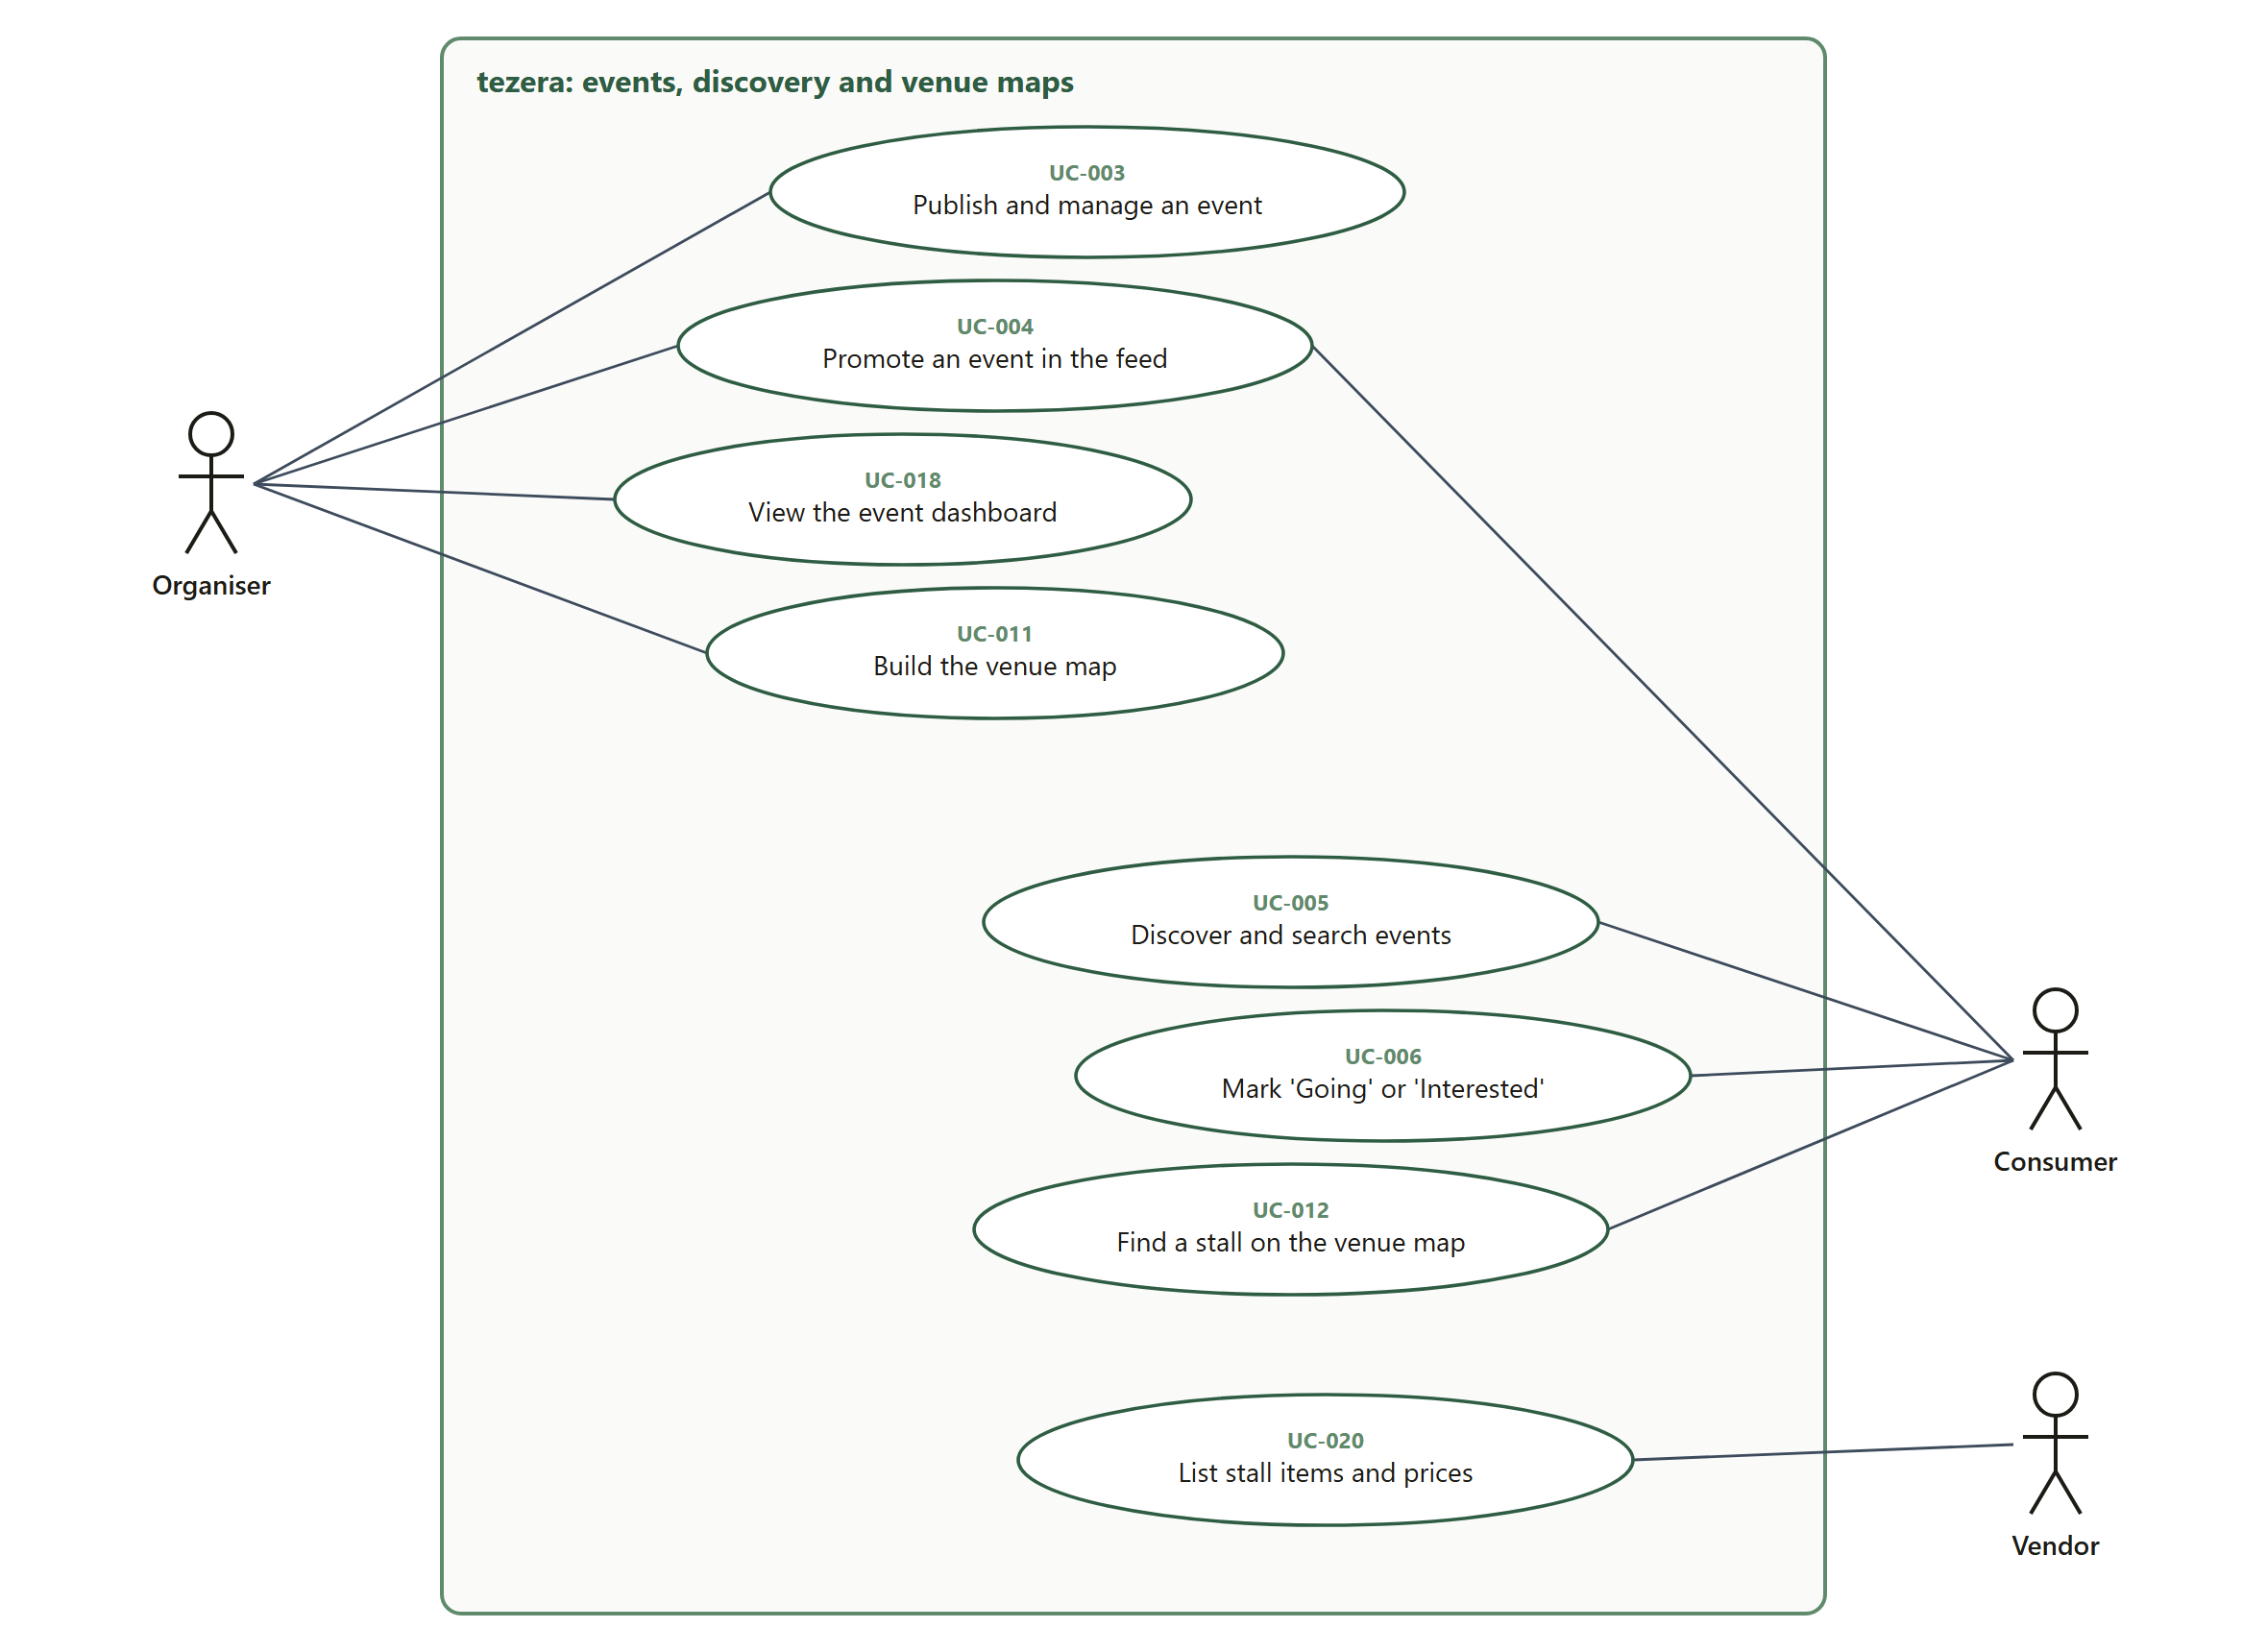 tezera: events, discovery and venue maps
UC-003
Publish and manage an event
UC-004
Promote an event in the feed
UC-018
View the event dashboard
Organiser
UC-011
Build the venue map
UC-005
Discover and search events
UC-006
Mark 'Going' or 'Interested'
Consumer
UC-012
Find a stall on the venue map
UC-020
List stall items and prices
Vendor